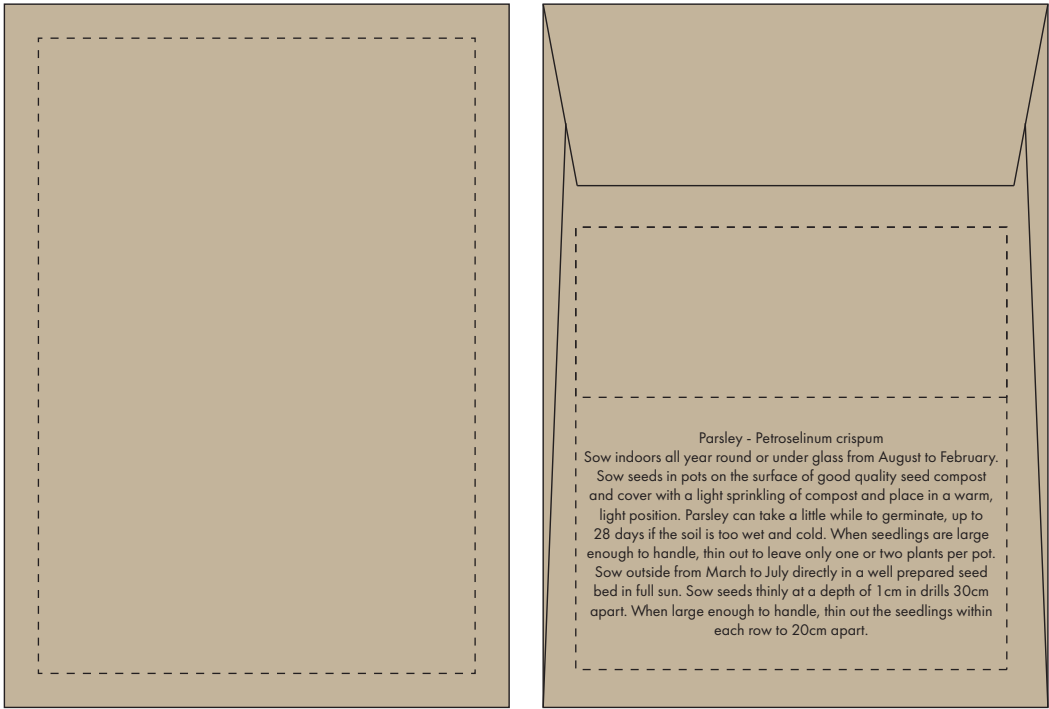 Parsley - Petroselinum crispum
Sow indoors all year round or under glass from August to February.
Sow seeds in pots on the surface of good quality seed compost
and cover with a light sprinkling of compost and place in a warm,
light position. Parsley can take a little while to germinate, up to
28 days if the soil is too wet and cold. When seedlings are large
enough to handle, thin out to leave only one or two plants per pot.
Sow outside from March to July directly in a well prepared seed
bed in full sun. Sow seeds thinly at a depth of 1cm in drills 30cm
apart. When large enough to handle, thin out the seedlings within
each row to 20cm apart.